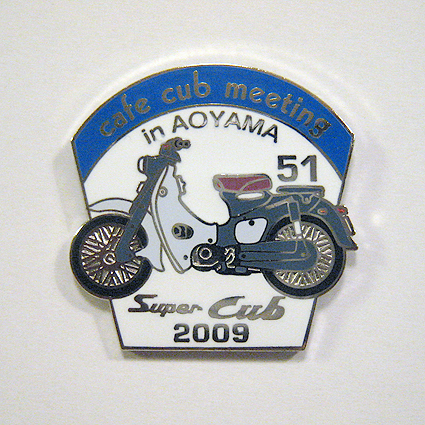 cafe cub meeting
in AOYAMA
51
Super Cub
2009